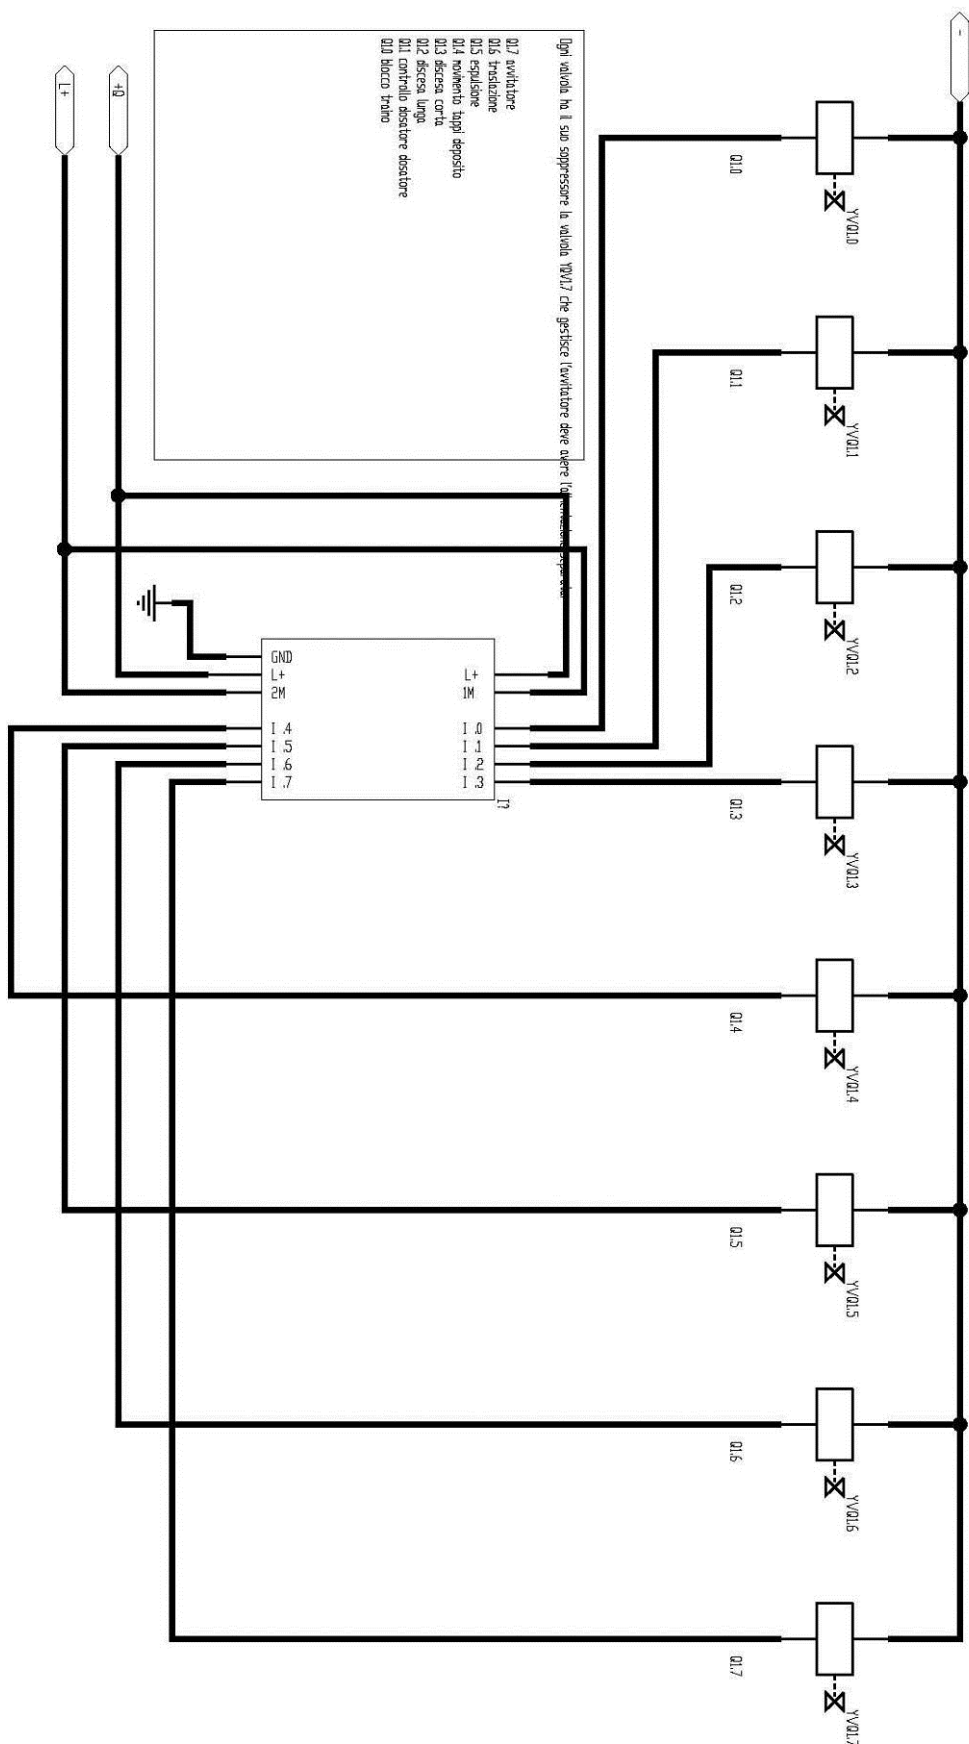 -
L+
+Q
Ogni valvola ha il suo soppressore la valvola YQV1.7 che gestisce l'avvitatore deve avere l'alimentazione separata.
Q1.7 avvitatore
Q1.6 traslazione
Q1.5 espulsione
Q1.4 movimento tappi deposito
Q1.3 discesa corta
Q1.2 discesa lunga
Q1.1 controllo dosatore dosatore
Q1.0 blocco traino
Q1.0
YVQ1.0
Q1.1
YVQ1.1
Q1.2
YVQ1.2
Q1.3
YVQ1.3
Q1.4
YVQ1.4
Q1.5
YVQ1.5
Q1.6
YVQ1.6
Q1.7
YVQ1.7
GND
L+
L+
2M
1M
I .4
I .0
I .5
I .1
I .6
I .2
I .7
I .3
I?